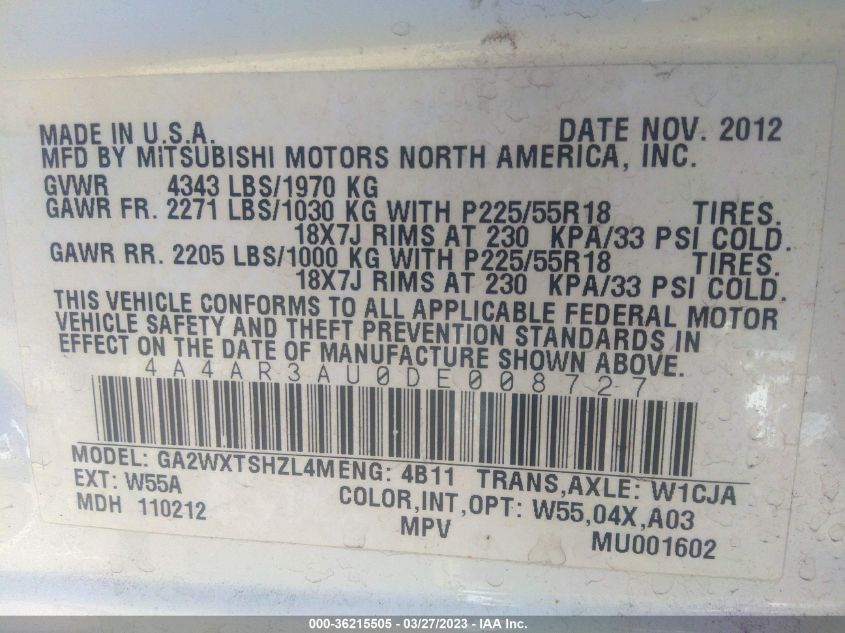 MADE IN U.S.A. DATE NOV. 2012
MFD BY MITSUBISHI MOTORS NORTH AMERICA, INC.
GVWR 4343 LBS/1970 KG
GAWR FR. 2271 LBS/1030 KG WITH P225/55R18 TIRES.
18X7J RIMS AT 230 KPA/33 PSI COLD.
GAWR RR. 2205 LBS/1000 KG WITH P225/55R18 TIRES.
18X7J RIMS AT 230 KPA/33 PSI COLD.
THIS VEHICLE CONFORMS TO ALL APPLICABLE FEDERAL MOTOR
VEHICLE SAFETY AND THEFT PREVENTION STANDARDS IN
EFFECT ON THE DATE OF MANUFACTURE SHOWN ABOVE.
4A4AR3AU0DE008727
MODEL: GA2WXTSHZL4MENG: 4B11 TRANS,AXLE: W1CJA
EXT: W55A COLOR,INT,OPT: W55,04X,A03
MDH 110212 MPV MU001602
000-36215505 - 03/27/2023 - IAA Inc.